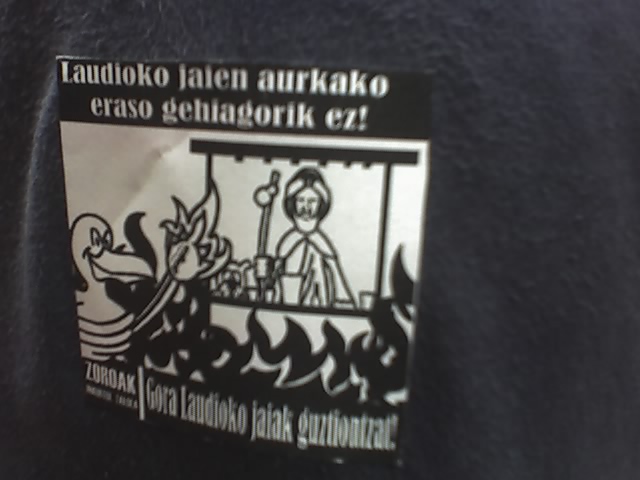 Laudioko jaien aurkako
eraso gehiagorik ez!
ZOROAK
Gora Laudioko jaiak guztiontzat!